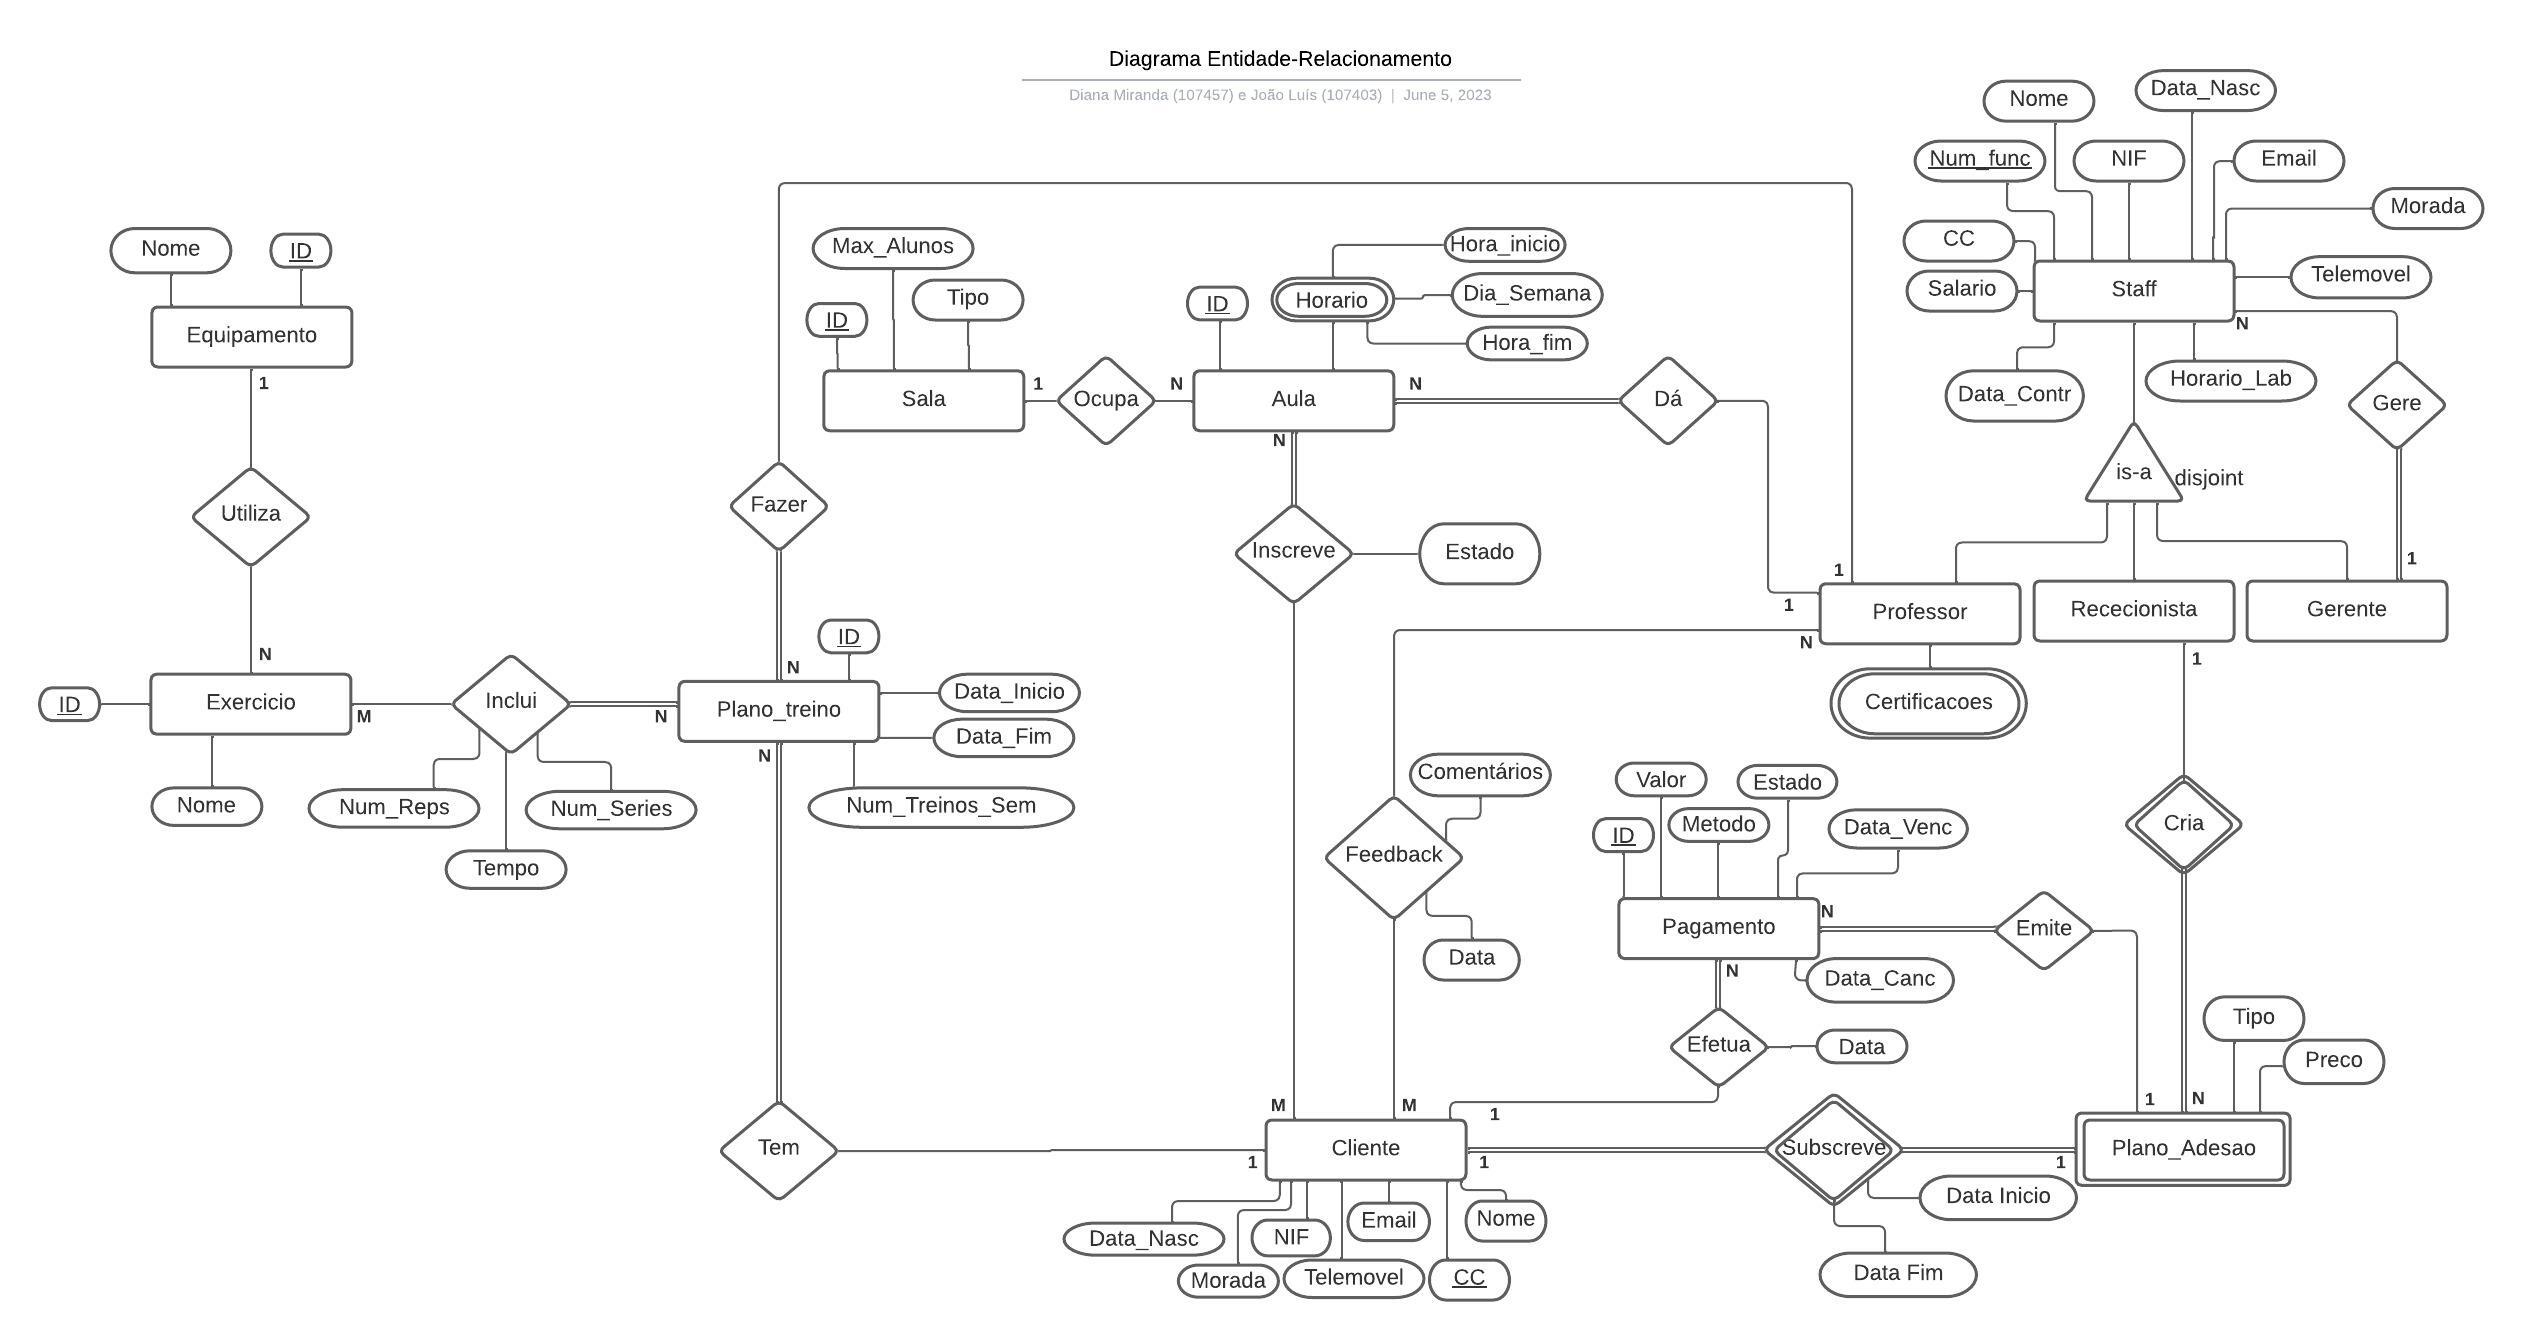 Diagrama Entidade-Relacionamento
Diana Miranda (107457) e João Luís (107403) | June 5, 2023
Nome
Data_Nasc
Num_func
NIF
Email
Morada
CC
Salario
Staff
Telemovel
N
Data_Contr
Horario_Lab
Gere
is-a
disjoint
1
Nome
ID
Equipamento
1
Utiliza
N
Max_Alunos
Tipo
ID
Sala
1
Ocupa
N
ID
Horario
Hora_inicio
Dia_Semana
Hora_fim
Aula
N
N
Dá
Fazer
Inscreve
Estado
1
1
Professor
N
Rececionista
1
Gerente
Certificacoes
ID
Exercicio
M
Nome
Inclui
N
Num_Reps
Num_Series
Tempo
N
ID
Plano_treino
Data_Inicio
Data_Fim
N
Num_Treinos_Sem
Comentários
Feedback
Data
Valor
Estado
ID
Metodo
Data_Venc
Pagamento
N
Emite
N
Data_Canc
Cria
Efetua
Data
Tipo
Preco
1
N
M
M
1
Tem
1
Cliente
1
Subscreve
1
Plano_Adesao
Data Inicio
Data Fim
Data_Nasc
NIF
Email
Nome
Morada
Telemovel
CC